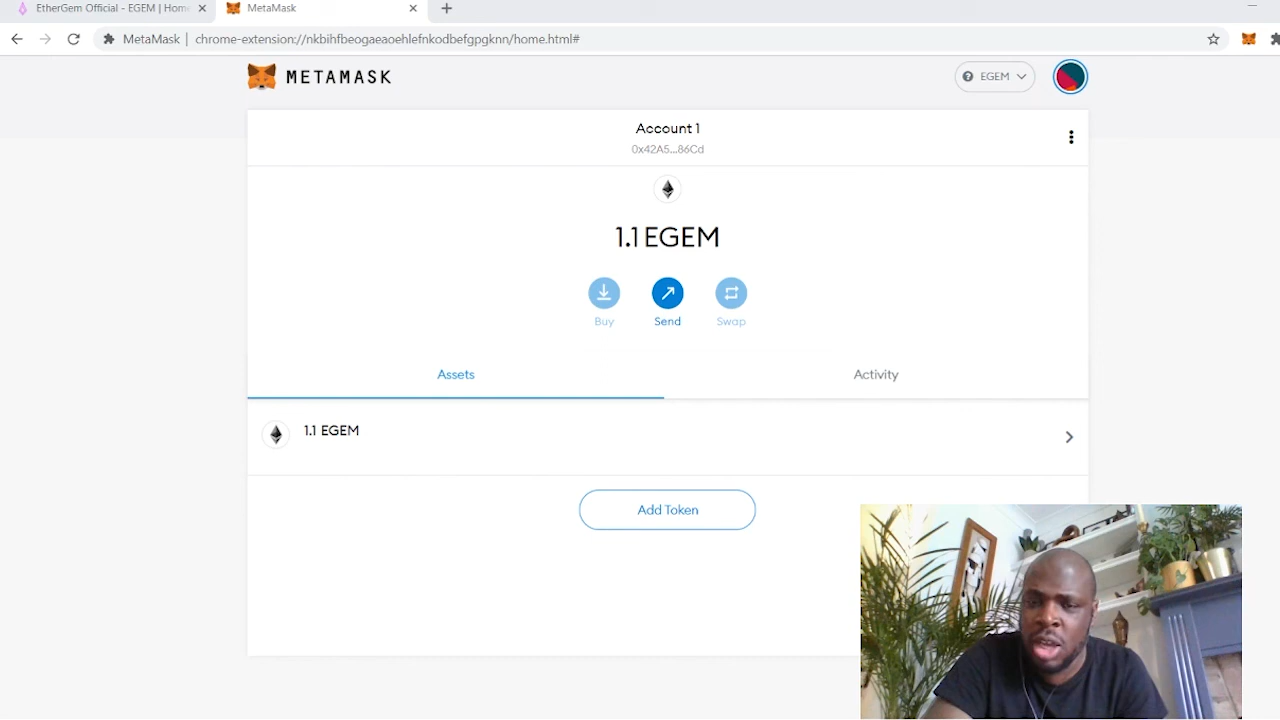 EtherGem Official - EGEM | Hom
MetaMask
MetaMask | chrome-extension://nkbihfbeogaeaoehlefnkodbefgpgknn/home.html#
METAMASK
EGEM
Account 1
0x42A5...86Cd
1.1 EGEM
Buy
Send
Swap
Assets
Activity
1.1 EGEM
Add Token